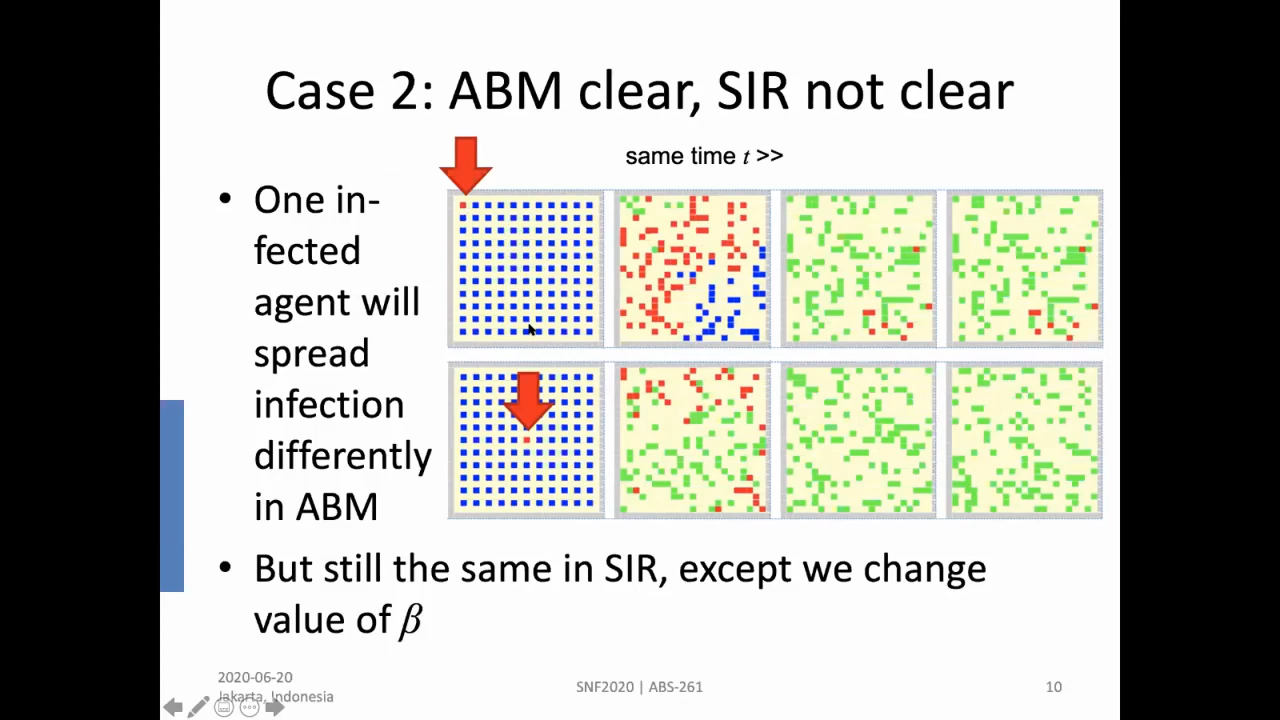 Case 2: ABM clear, SIR not clear
same time t >>
• One in-
fected
agent will
spread
infection
differently
in ABM
• But still the same in SIR, except we change
value of β
2020-06-20
Jakarta, Indonesia
SNF2020 | ABS-261
10